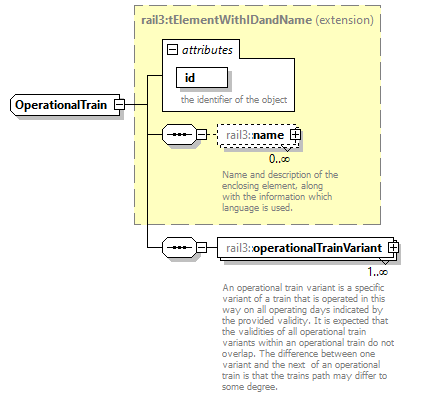 rail3:tElementWithIDandName (extension)
attributes
id
the identifier of the object
OperationalTrain
rail3::name
0..∞
Name and description of the
enclosing element, along
with the information which
language is used.
rail3::operationalTrainVariant
1..∞
An operational train variant is a specific
variant of a train that is operated in this
way on all operating days indicated by
the provided validity. It is expected that
the validities of all operational train
variants within an operational train do not
overlap. The difference between one
variant and the next  of an operational
train is that the trains path may differ to
some degree.